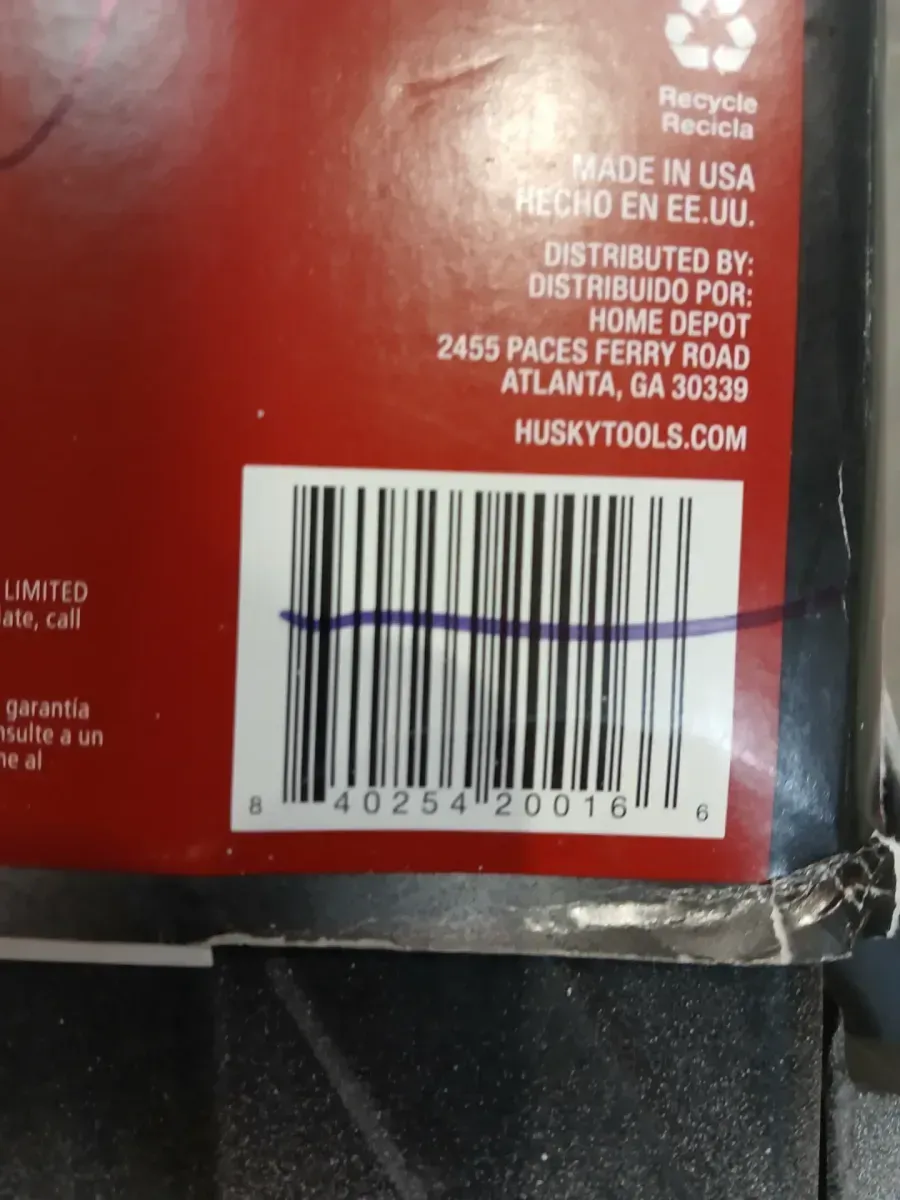 Recycle
Recicla
MADE IN USA
HECHO EN EE.UU.
DISTRIBUTED BY:
DISTRIBUIDO POR:
HOME DEPOT
2455 PACES FERRY ROAD
ATLANTA, GA 30339
HUSKYTOOLS.COM
LIMITED
late, call
garantía
nsulte a un
me al
8 40254 20016 6